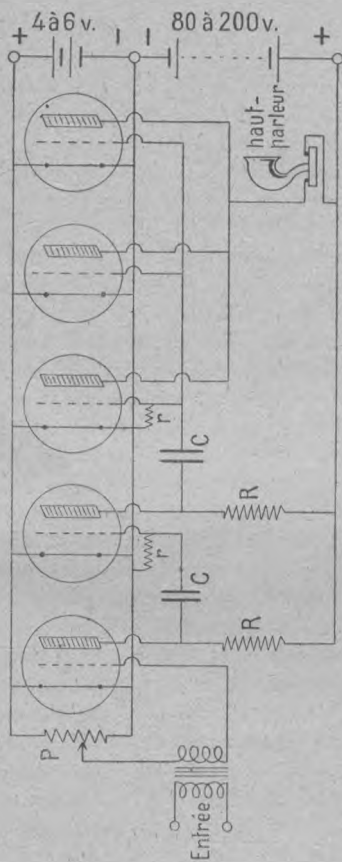 + 4 à 6 v. −
− 80 à 200 v. +
haut-
parleur
r
C
R
r
C
R
P
Entrée